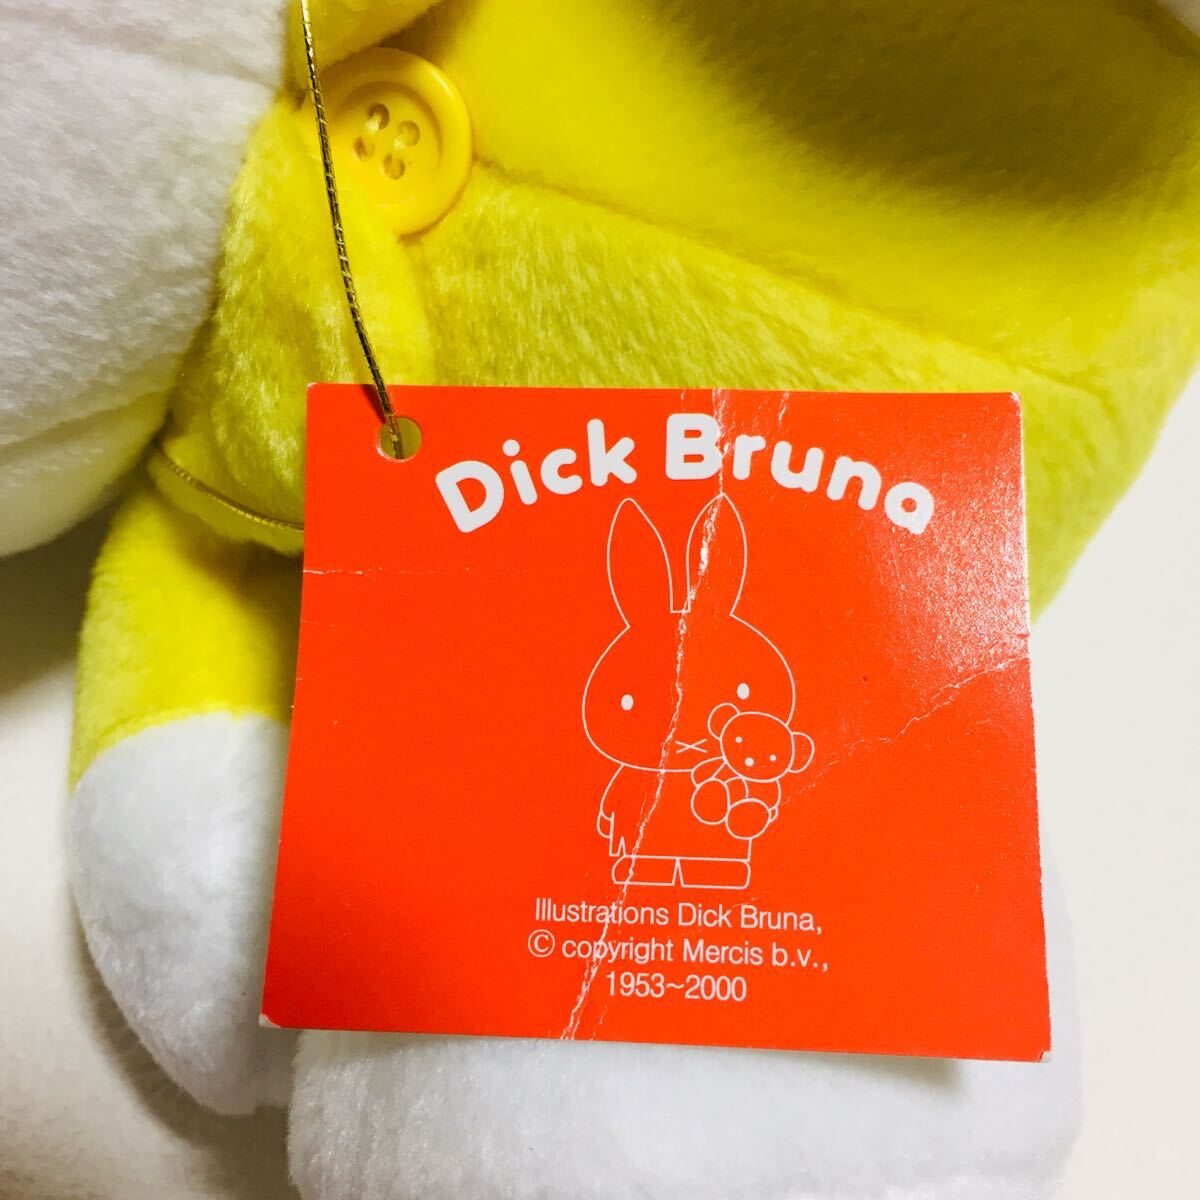 Dick Bruna
Illustrations Dick Bruna,
© copyright Mercis b.v.,
1953~2000